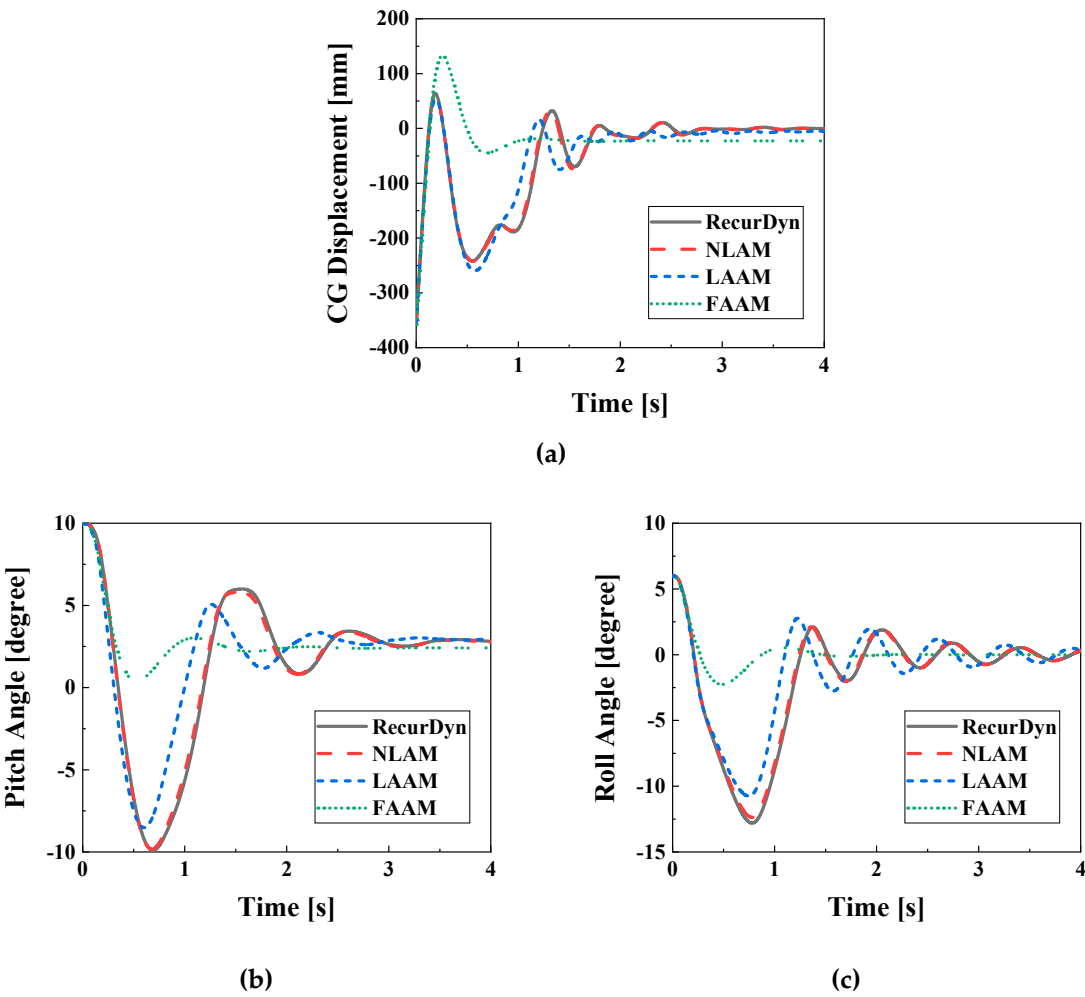 CG Displacement [mm]
200
100
0
-100
-200
-300
-400
RecurDyn
NLAM
LAAM
FAAM
0 1 2 3 4
Time [s]
(a)
Pitch Angle [degree]
10
5
0
-5
-10
RecurDyn
NLAM
LAAM
FAAM
0 1 2 3 4
Time [s]
(b)
Roll Angle [degree]
10
5
0
-5
-10
-15
RecurDyn
NLAM
LAAM
FAAM
0 1 2 3 4
Time [s]
(c)